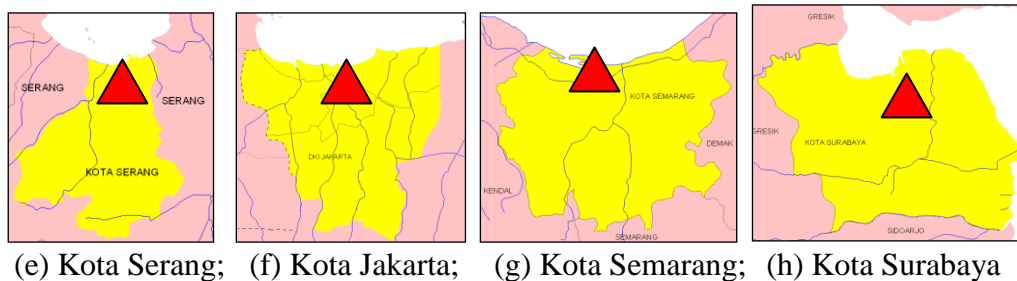 SERANG
SERANG
KOTA SERANG
DKI JAKARTA
KOTA SEMARANG
DEMAK
KENDAL
SEMARANG
GRESIK
GRESIK
KOTA SURABAYA
SIDOARJO
(e) Kota Serang; (f) Kota Jakarta; (g) Kota Semarang; (h) Kota Surabaya